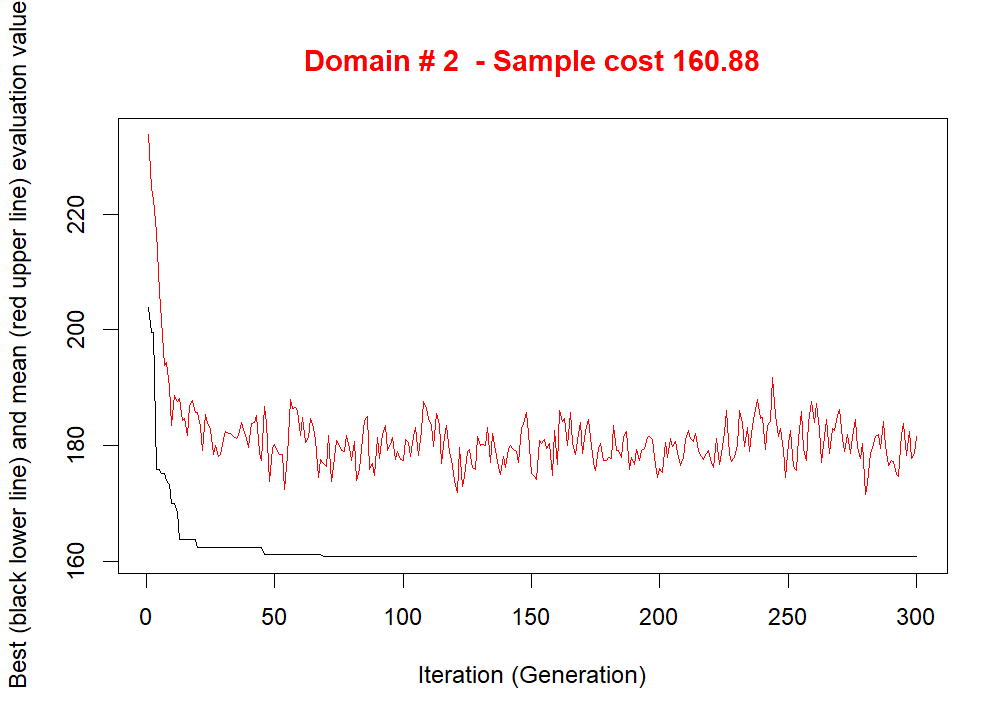 Domain # 2  - Sample cost 160.88
Best (black lower line) and mean (red upper line) evaluation value
220
200
180
160
0 50 100 150 200 250 300
Iteration (Generation)